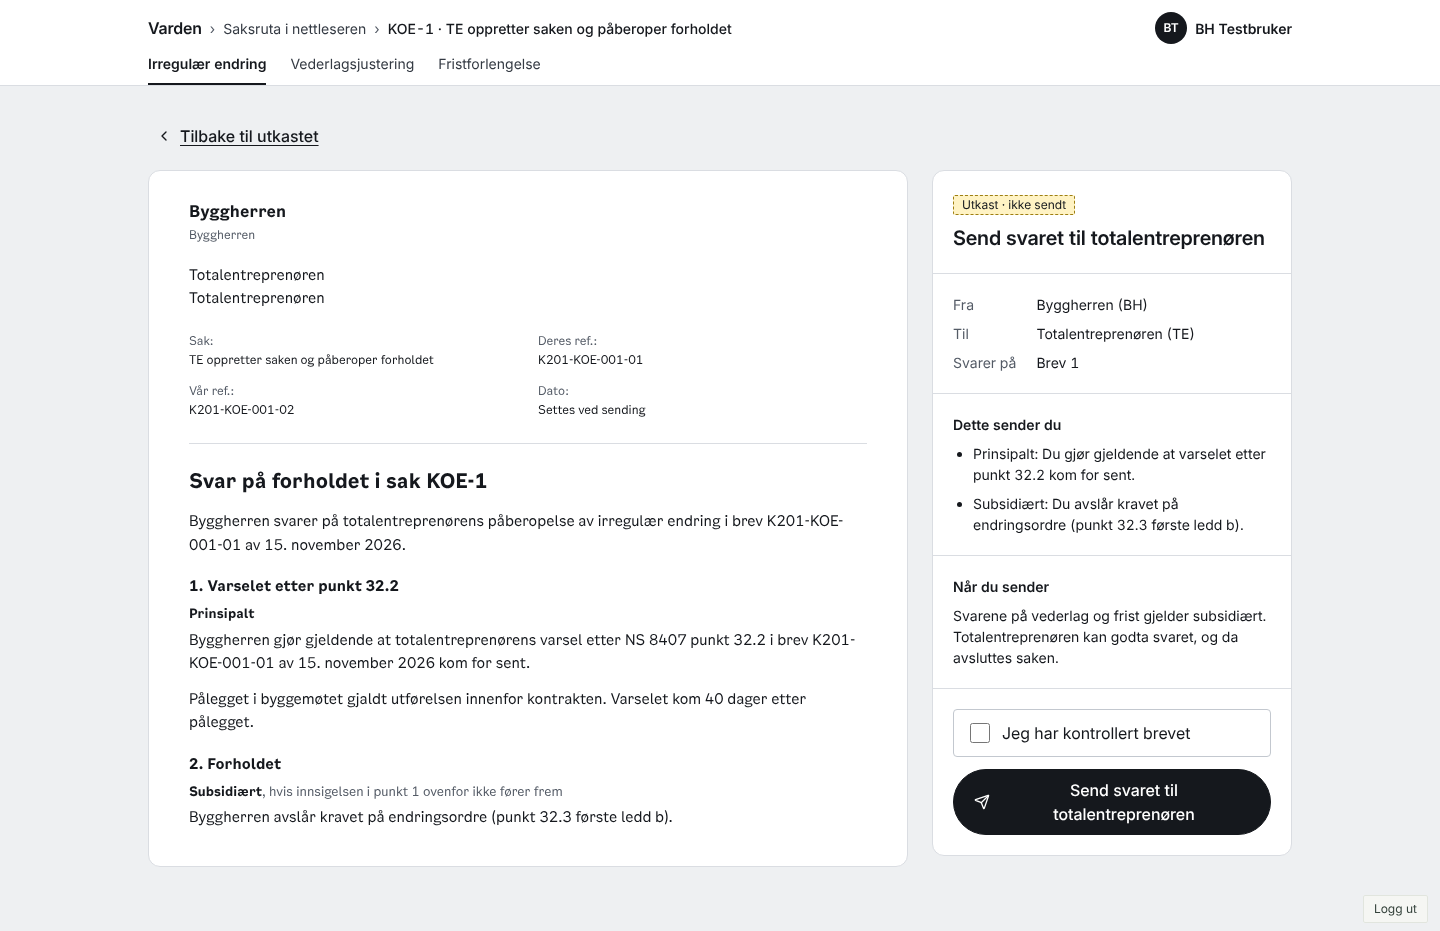 Varden › Saksruta i nettleseren › KOE-1 · TE oppretter saken og påberoper forholdet
BT BH Testbruker
Irregulær endring Vederlagsjustering Fristforlengelse
Tilbake til utkastet
Byggherren
Byggherren
Totalentreprenøren
Totalentreprenøren
Sak: Deres ref.:
TE oppretter saken og påberoper forholdet K201-KOE-001-01
Vår ref.: Dato:
K201-KOE-001-02 Settes ved sending
Svar på forholdet i sak KOE-1
Byggherren svarer på totalentreprenørens påberopelse av irregulær endring i brev K201-KOE-
001-01 av 15. november 2026.
1. Varselet etter punkt 32.2
Prinsipalt
Byggherren gjør gjeldende at totalentreprenørens varsel etter NS 8407 punkt 32.2 i brev K201-
KOE-001-01 av 15. november 2026 kom for sent.
Pålegget i byggemøtet gjaldt utførelsen innenfor kontrakten. Varselet kom 40 dager etter
pålegget.
2. Forholdet
Subsidiært, hvis innsigelsen i punkt 1 ovenfor ikke fører frem
Byggherren avslår kravet på endringsordre (punkt 32.3 første ledd b).
Utkast · ikke sendt
Send svaret til totalentreprenøren
Fra Byggherren (BH)
Til Totalentreprenøren (TE)
Svarer på Brev 1
Dette sender du
• Prinsipalt: Du gjør gjeldende at varselet etter
punkt 32.2 kom for sent.
• Subsidiært: Du avslår kravet på
endringsordre (punkt 32.3 første ledd b).
Når du sender
Svarene på vederlag og frist gjelder subsidiært.
Totalentreprenøren kan godta svaret, og da
avsluttes saken.
Jeg har kontrollert brevet
Send svaret til
totalentreprenøren
Logg ut